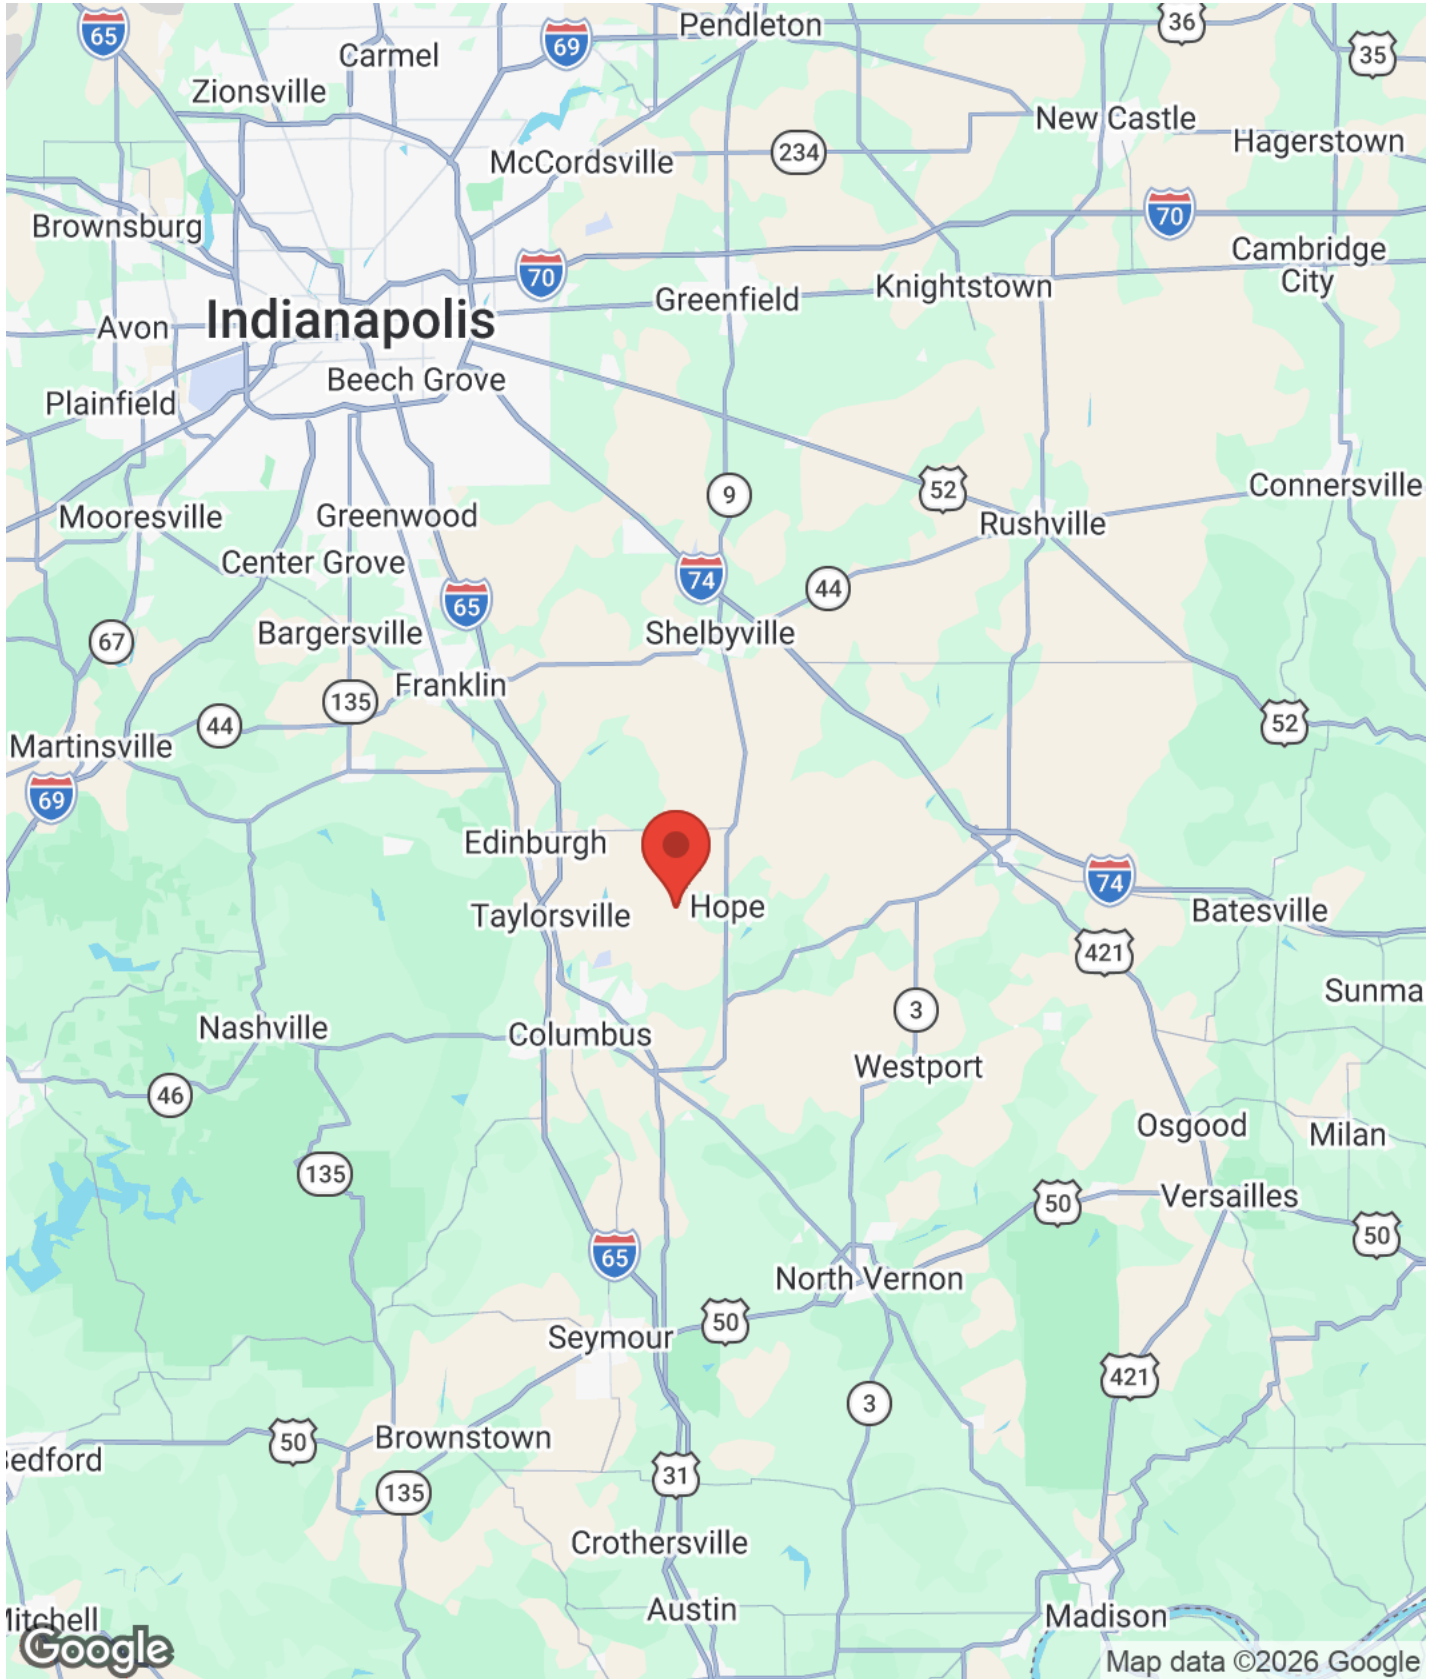 65
Carmel
69
Pendleton
36
35
Zionsville
New Castle
Hagerstown
McCordsville
234
Brownsburg
70
70
Cambridge
City
Indianapolis
Avon
Greenfield
Knightstown
Beech Grove
Plainfield
9
52
Connersville
Mooresville
Greenwood
Rushville
Center Grove
74
44
65
67
Bargersville
Shelbyville
Franklin
135
44
52
Martinsville
69
Edinburgh
74
Taylorsville
Hope
Batesville
421
Sunma
Nashville
Columbus
3
Westport
46
Osgood
Milan
135
50
Versailles
50
65
North Vernon
50
Seymour
421
3
50
Brownstown
edford
31
135
Crothersville
Austin
Madison
itchell
Google
Map data ©2026 Google